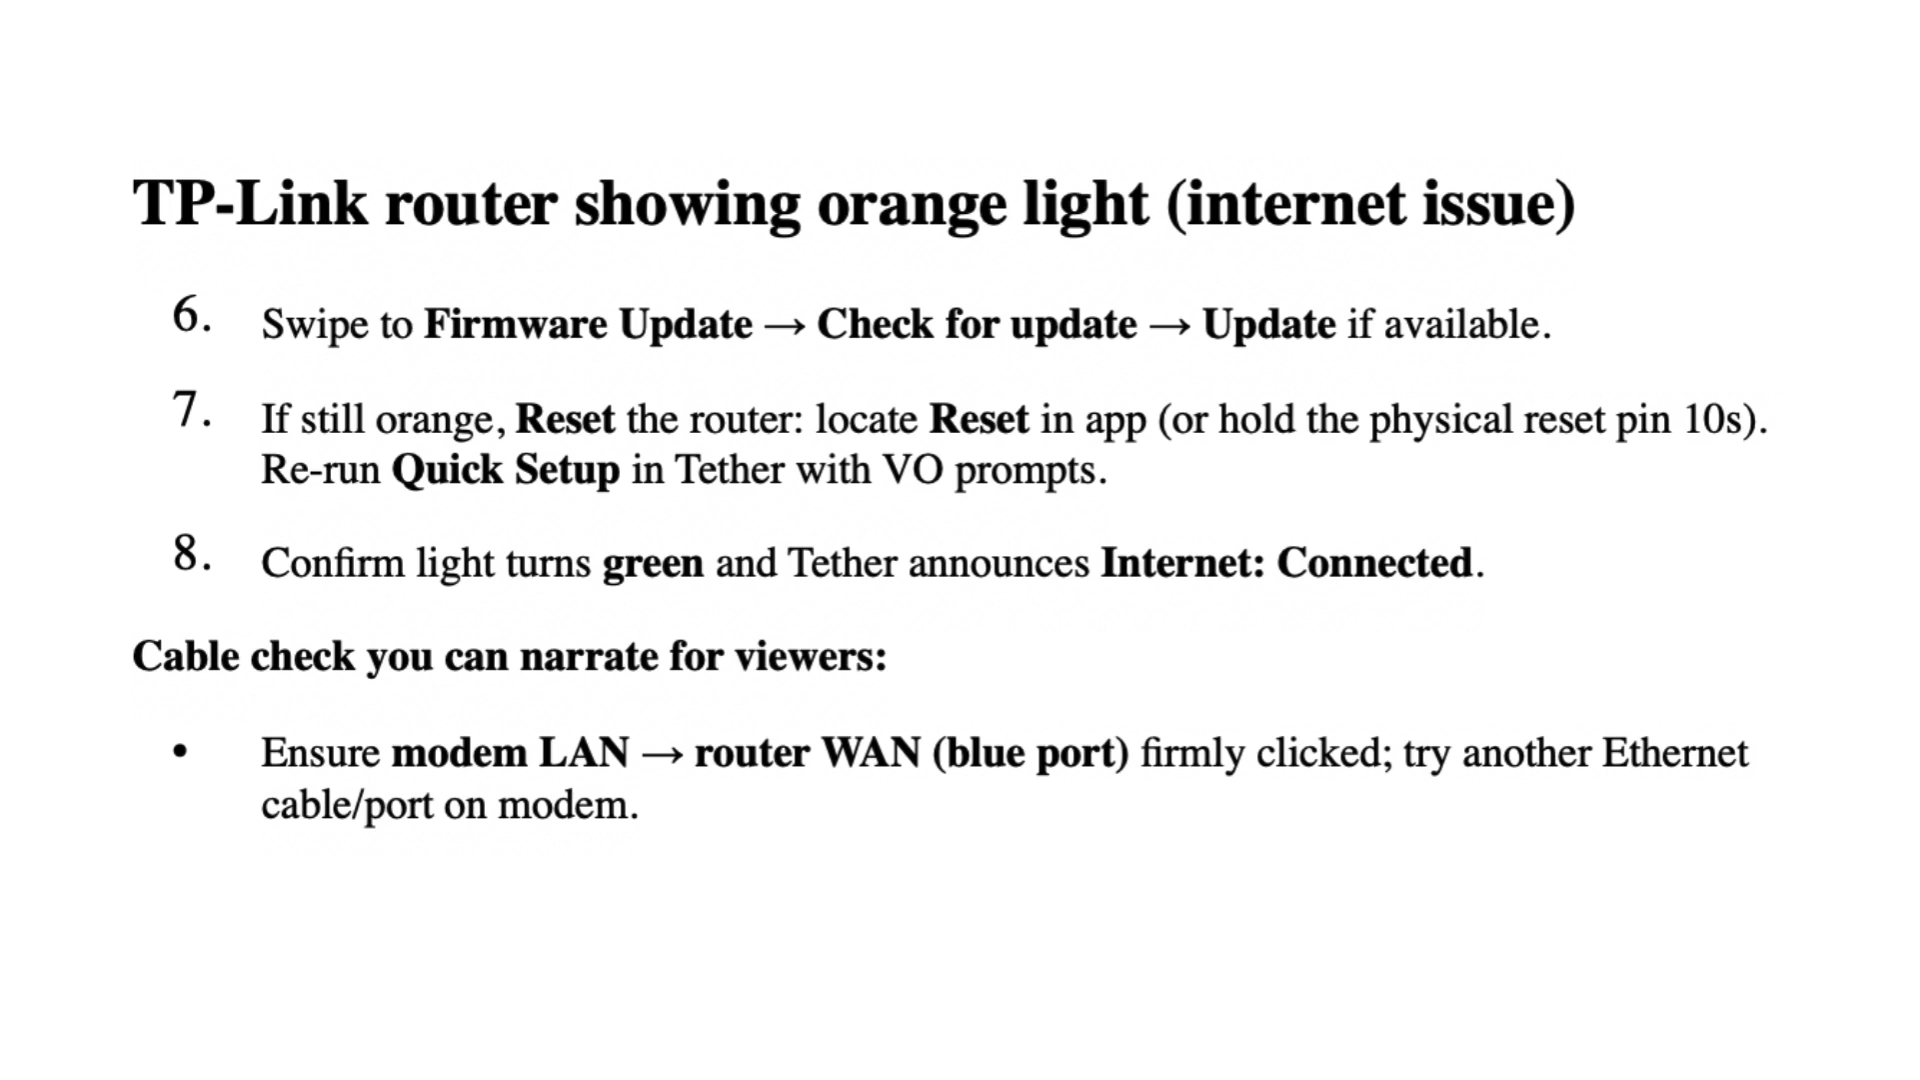 TP-Link router showing orange light (internet issue)
6. Swipe to Firmware Update → Check for update → Update if available.
7. If still orange, Reset the router: locate Reset in app (or hold the physical reset pin 10s).
Re-run Quick Setup in Tether with VO prompts.
8. Confirm light turns green and Tether announces Internet: Connected.
Cable check you can narrate for viewers:
• Ensure modem LAN → router WAN (blue port) firmly clicked; try another Ethernet
cable/port on modem.